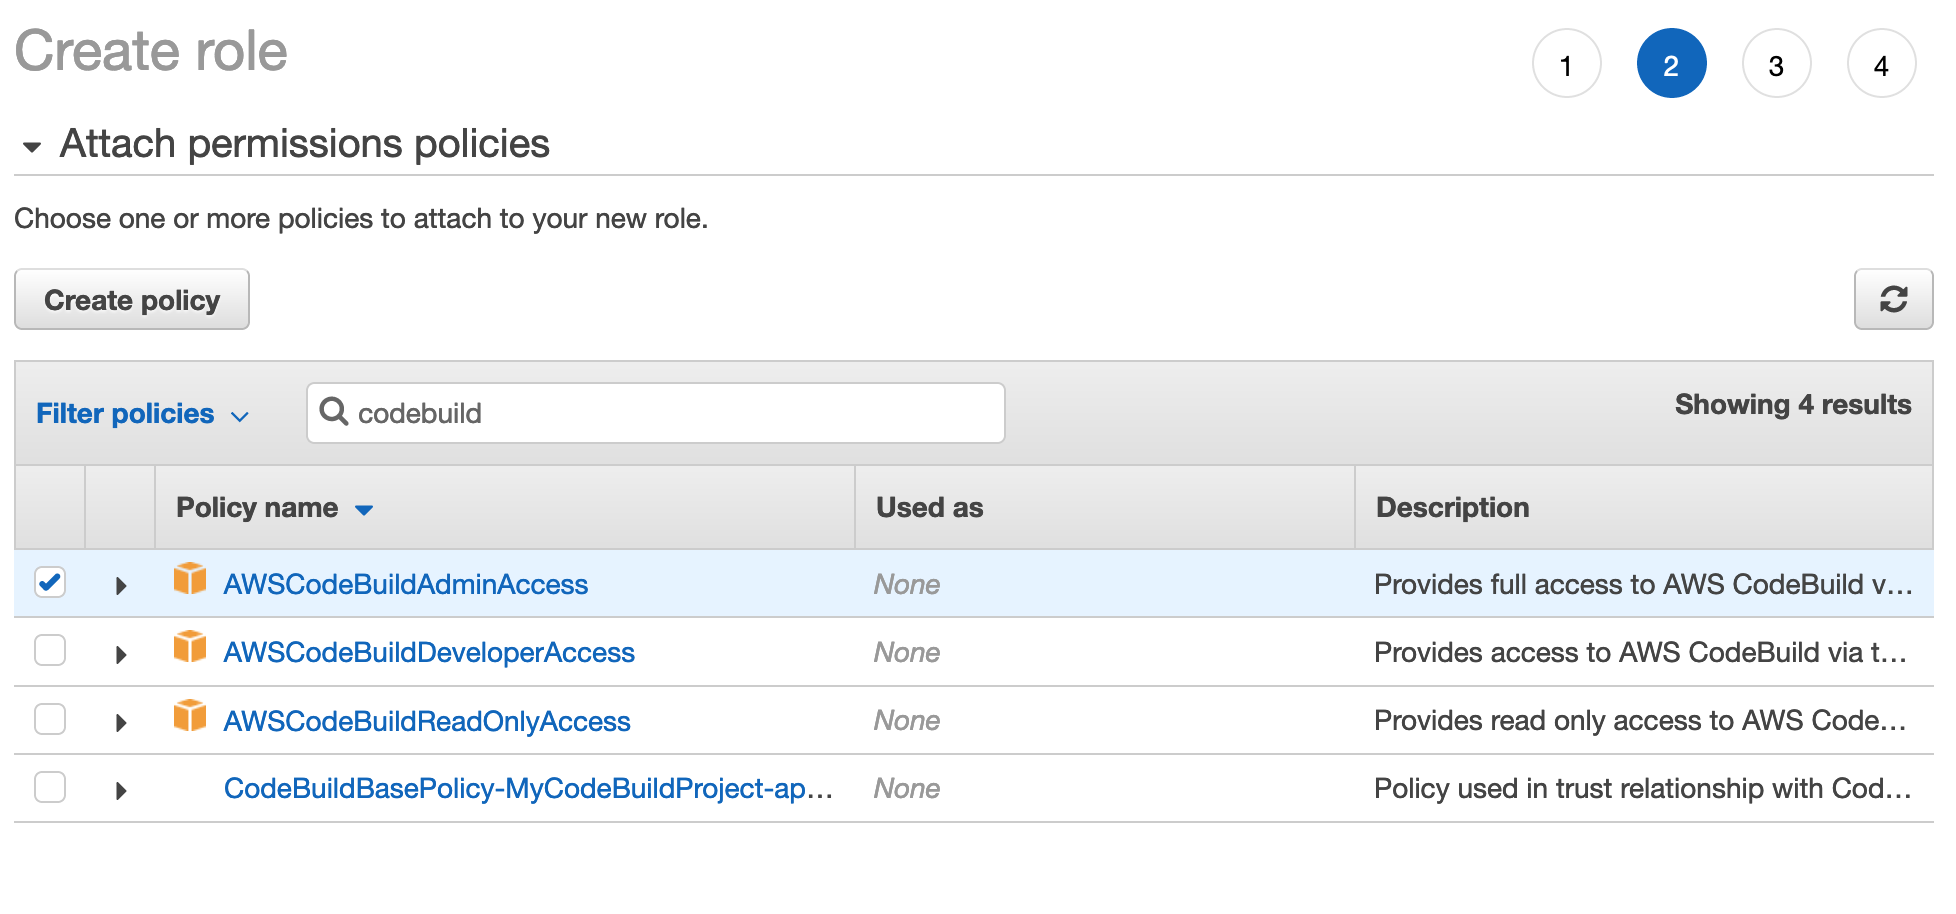 Create role
1 2 3 4
Attach permissions policies
Choose one or more policies to attach to your new role.
Create policy
Filter policies codebuild Showing 4 results
Policy name Used as Description
AWSCodeBuildAdminAccess None Provides full access to AWS CodeBuild v...
AWSCodeBuildDeveloperAccess None Provides access to AWS CodeBuild via t...
AWSCodeBuildReadOnlyAccess None Provides read only access to AWS Code...
CodeBuildBasePolicy-MyCodeBuildProject-ap... None Policy used in trust relationship with Cod...